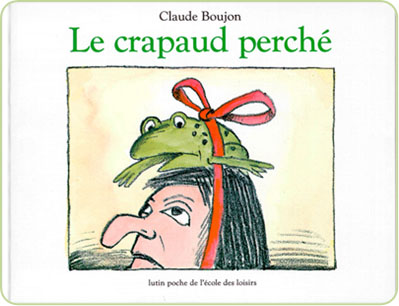 Claude Boujon
Le crapaud perché
lutin poche de l'école des loisirs